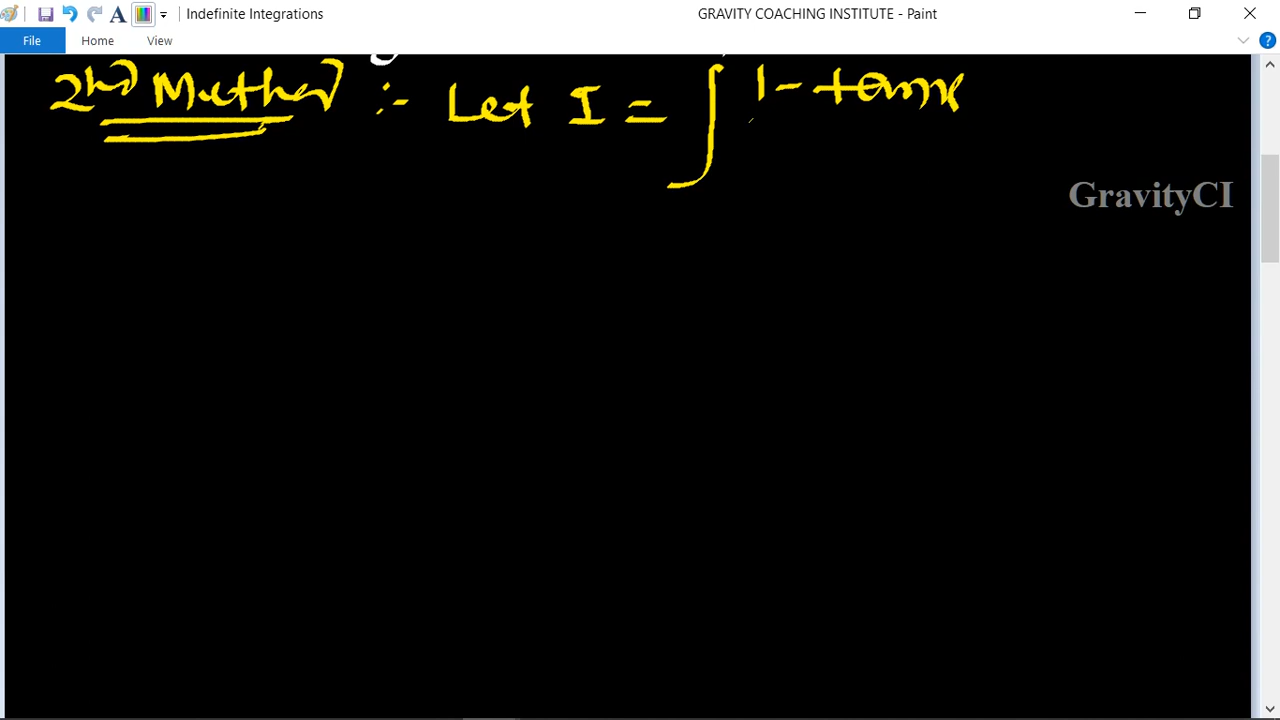 Indefinite Integrations
GRAVITY COACHING INSTITUTE - Paint
File Home View
2nd Method :- Let I = ∫ 1 - tanx
GravityCI